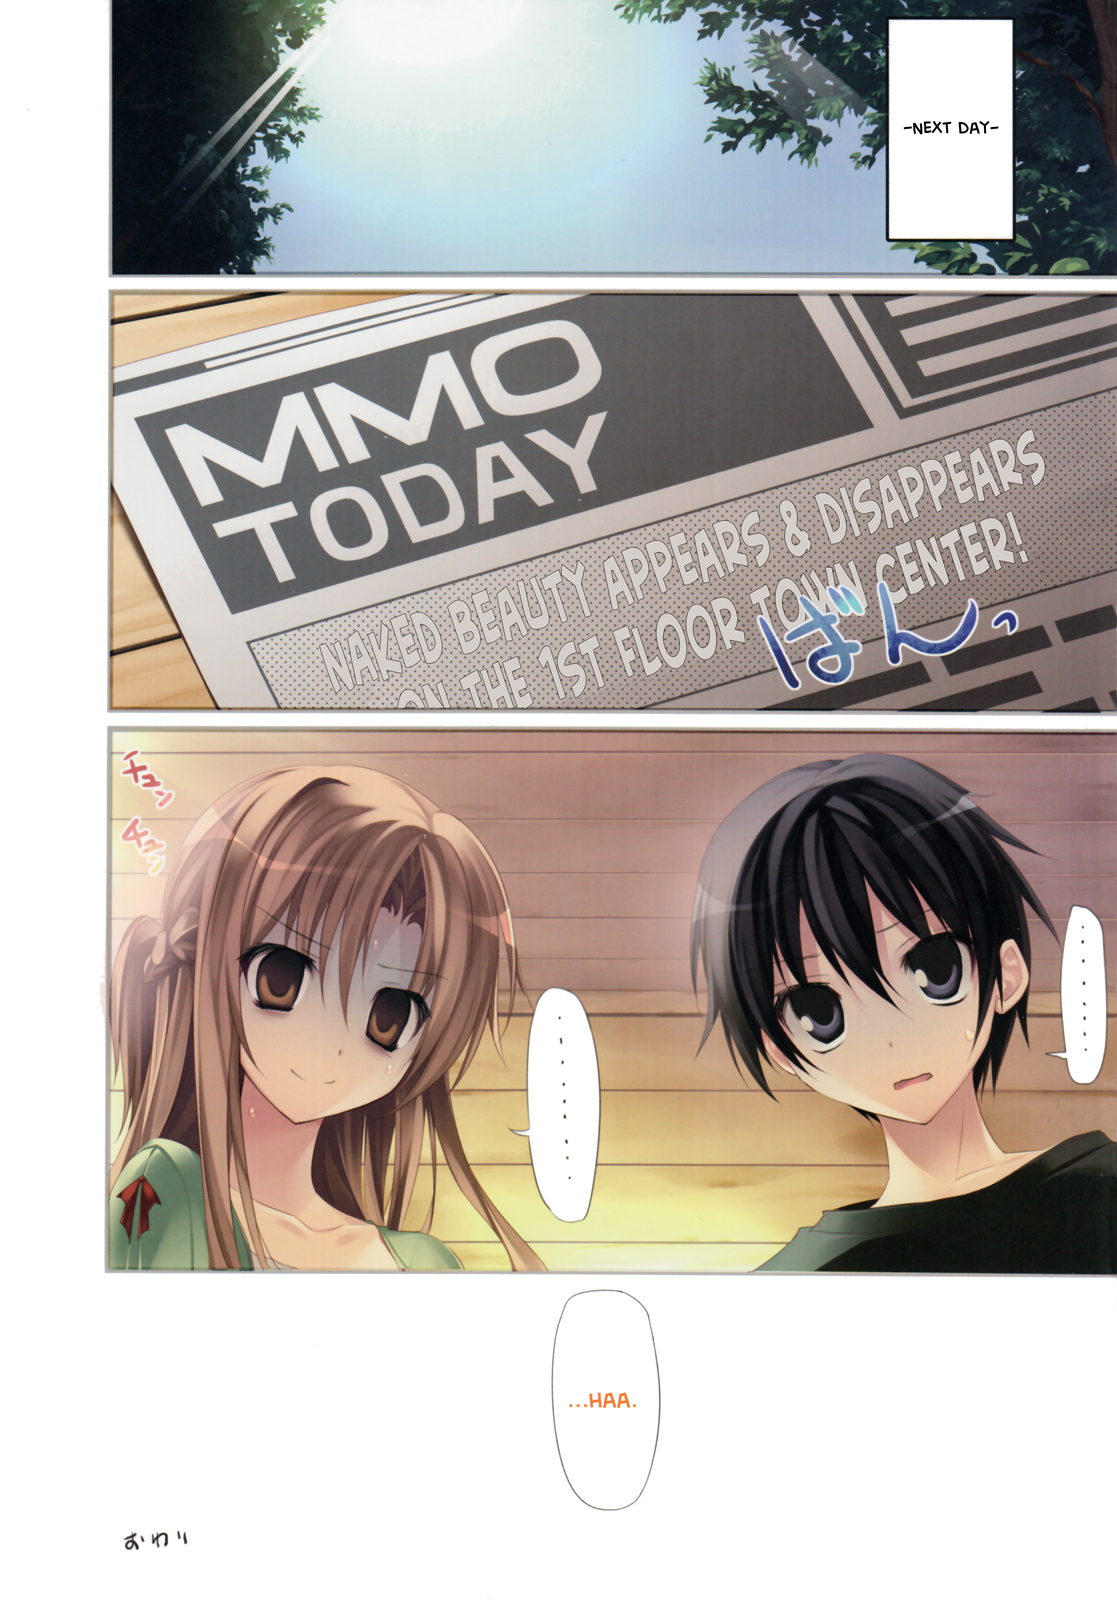 -NEXT DAY-
MMO
TODAY
NAKED BEAUTY APPEARS & DISAPPEARS
ON THE 1ST FLOOR TOWN CENTER!
ばんっ
チュン
チュン
........
..........
...HAA.
おわり